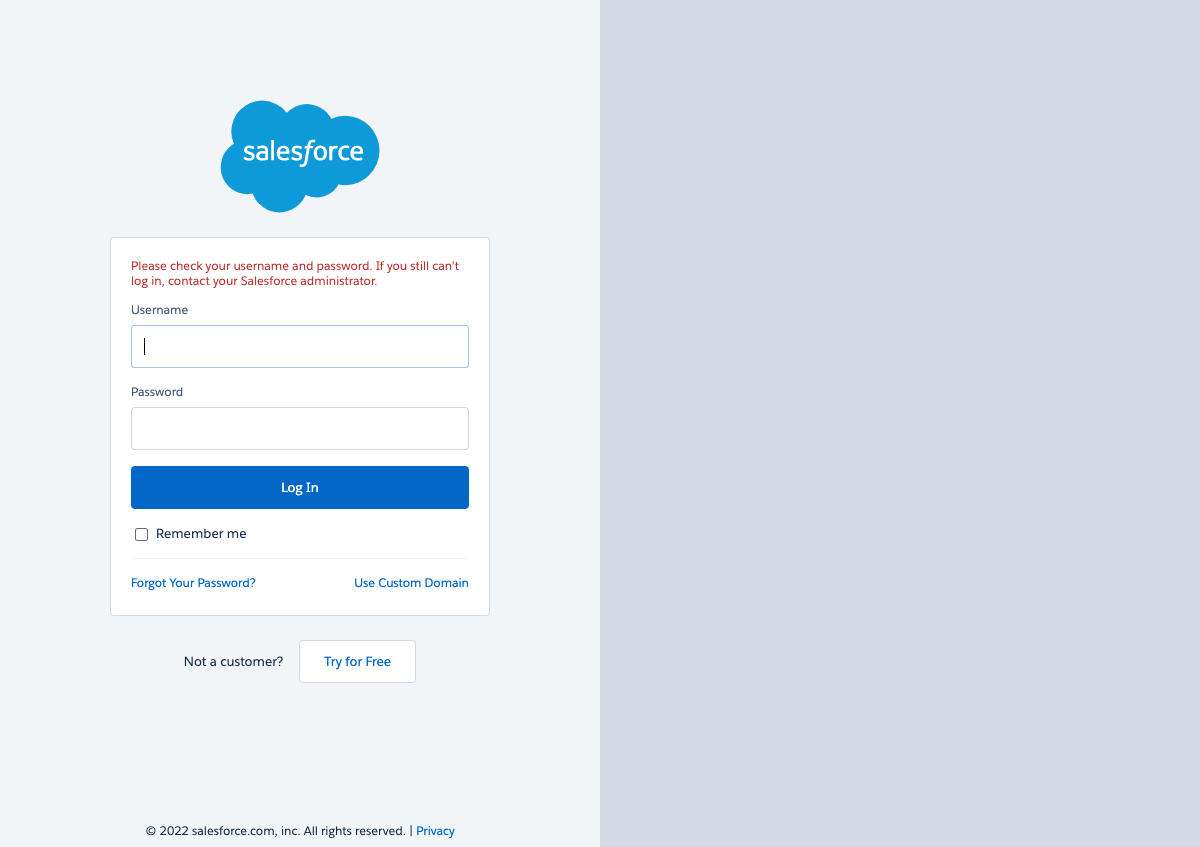 salesforce
Please check your username and password. If you still can't
log in, contact your Salesforce administrator.
Username
Password
Log In
Remember me
Forgot Your Password?
Use Custom Domain
Not a customer?
Try for Free
© 2022 salesforce.com, inc. All rights reserved. | Privacy